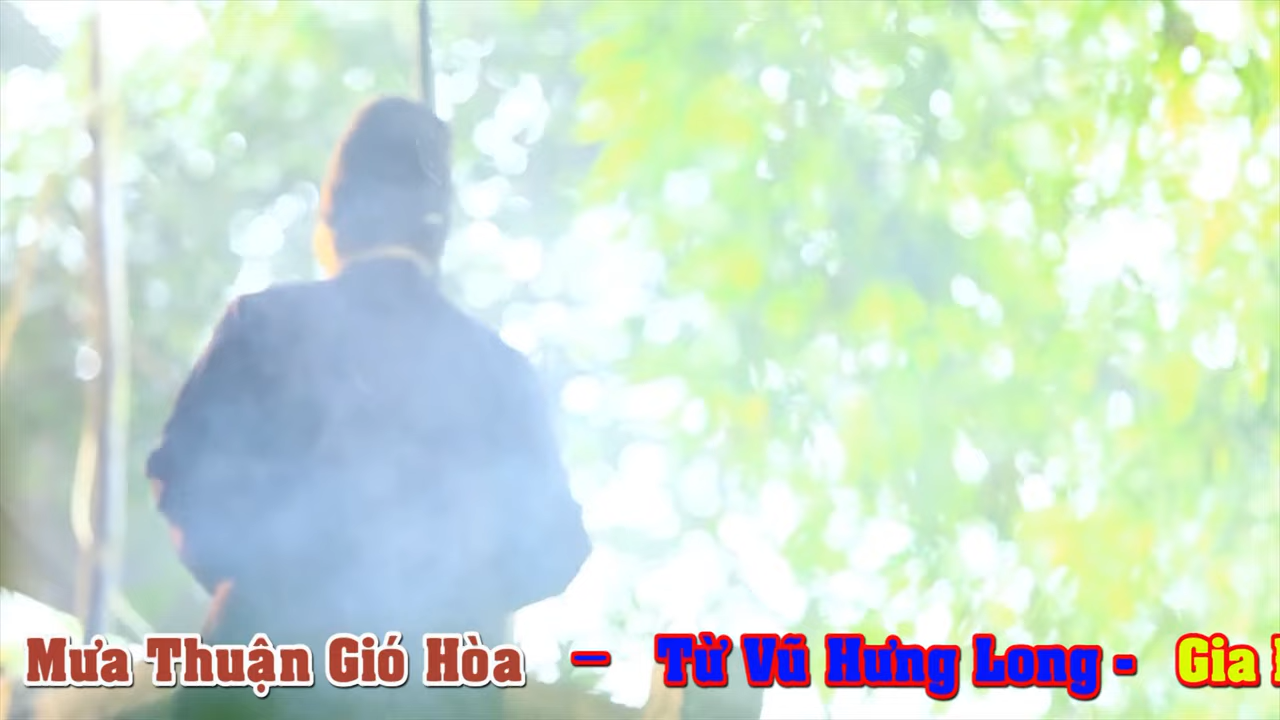 Mưa Thuận Gió Hòa – Từ Vũ Hưng Long - Gia